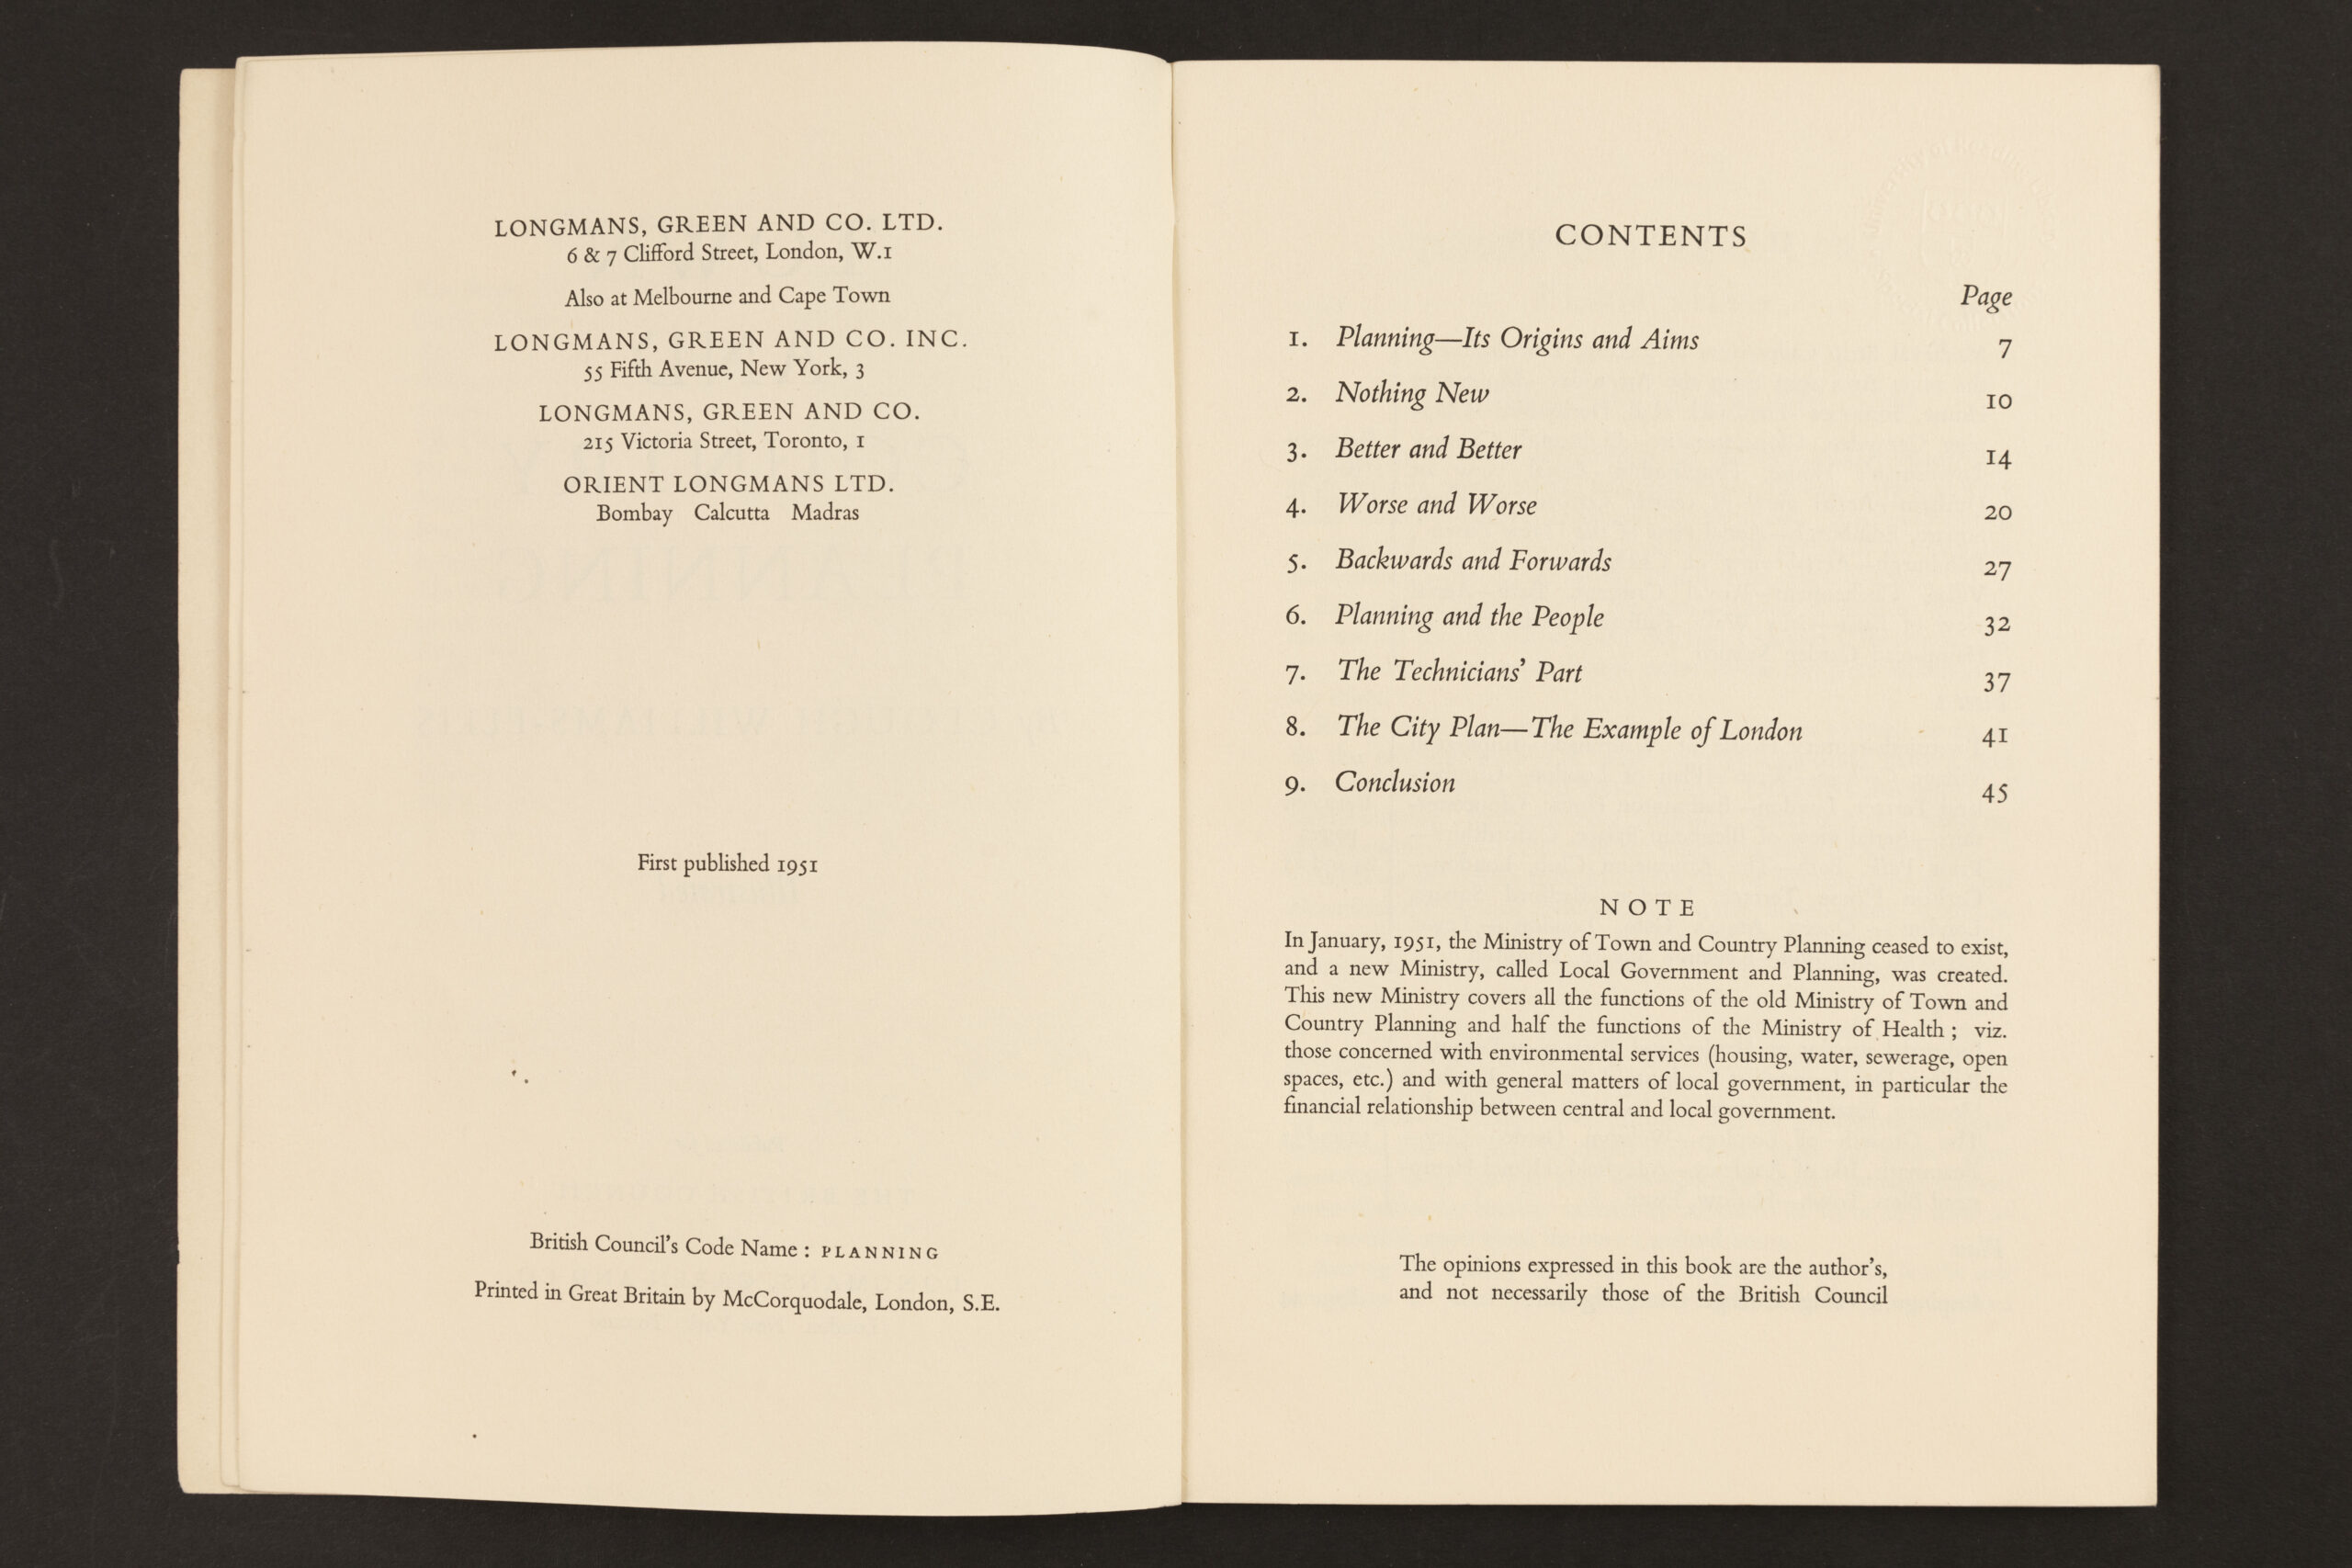 LONGMANS, GREEN AND CO. LTD.
6 & 7 Clifford Street, London, W.1
Also at Melbourne and Cape Town
LONGMANS, GREEN AND CO. INC.
55 Fifth Avenue, New York, 3
LONGMANS, GREEN AND CO.
215 Victoria Street, Toronto, 1
ORIENT LONGMANS LTD.
Bombay Calcutta Madras
First published 1951
British Council's Code Name : PLANNING
Printed in Great Britain by McCorquodale, London, S.E.
CONTENTS
Page
1. Planning—Its Origins and Aims 7
2. Nothing New 10
3. Better and Better 14
4. Worse and Worse 20
5. Backwards and Forwards 27
6. Planning and the People 32
7. The Technicians' Part 37
8. The City Plan—The Example of London 41
9. Conclusion 45
NOTE
In January, 1951, the Ministry of Town and Country Planning ceased to exist,
and a new Ministry, called Local Government and Planning, was created.
This new Ministry covers all the functions of the old Ministry of Town and
Country Planning and half the functions of the Ministry of Health ; viz.
those concerned with environmental services (housing, water, sewerage, open
spaces, etc.) and with general matters of local government, in particular the
financial relationship between central and local government.
The opinions expressed in this book are the author's,
and not necessarily those of the British Council